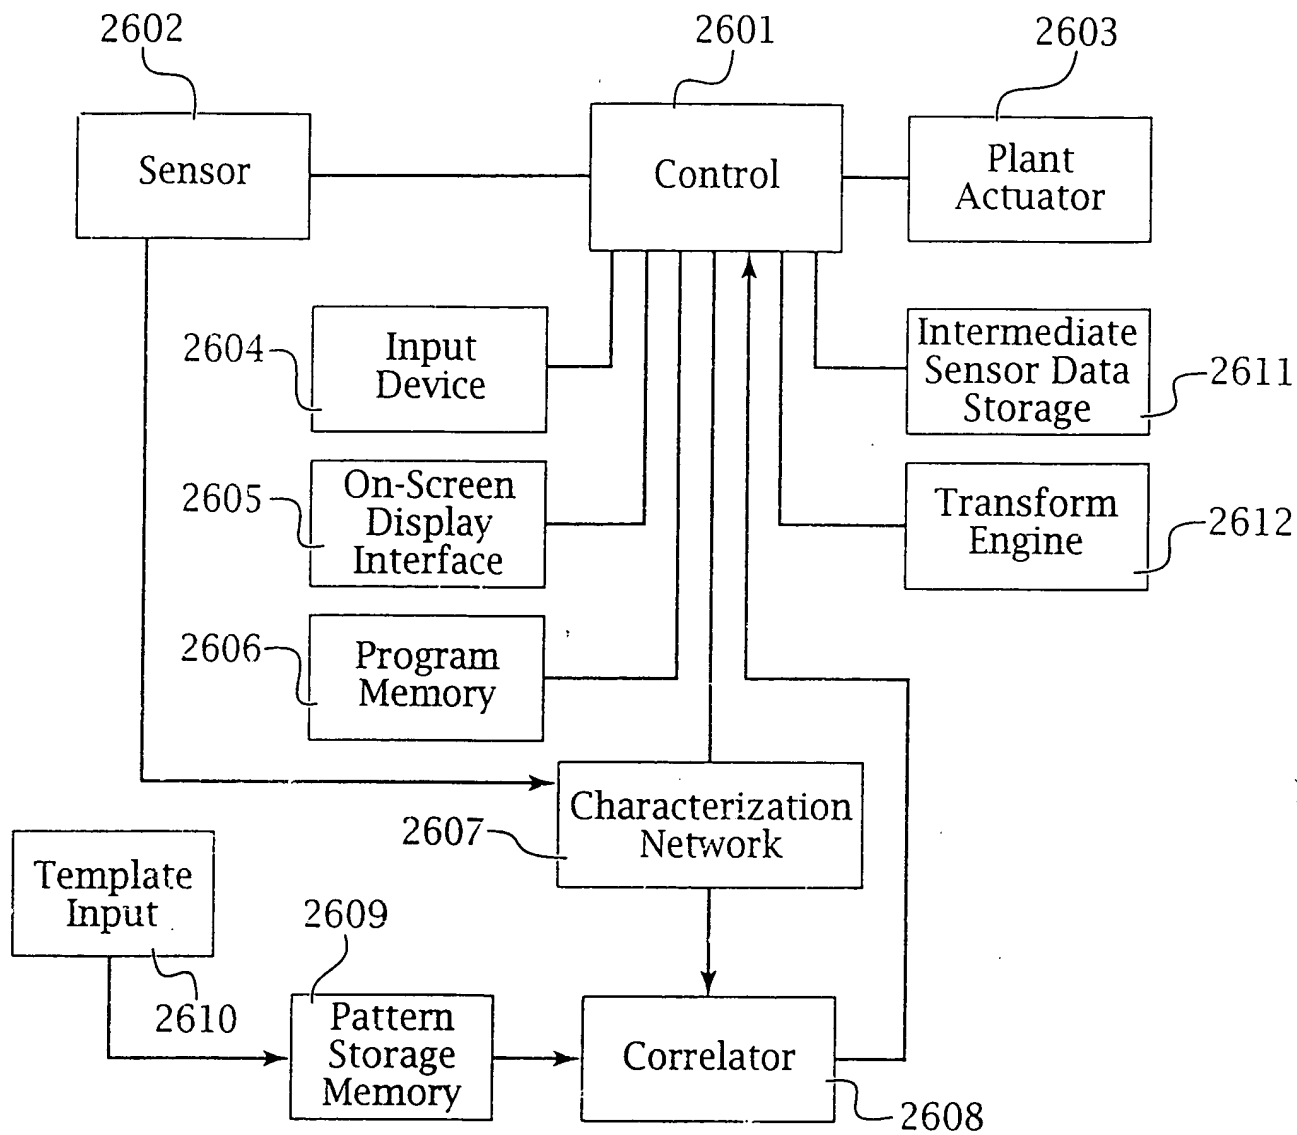 2602
2601
2603
Sensor
Control
Plant
Actuator
2604
Input
Device
Intermediate
Sensor Data
Storage
2611
2605
On-Screen
Display
Interface
Transform
Engine
2612
2606
Program
Memory
2607
Characterization
Network
Template
Input
2610
2609
Pattern
Storage
Memory
Correlator
2608